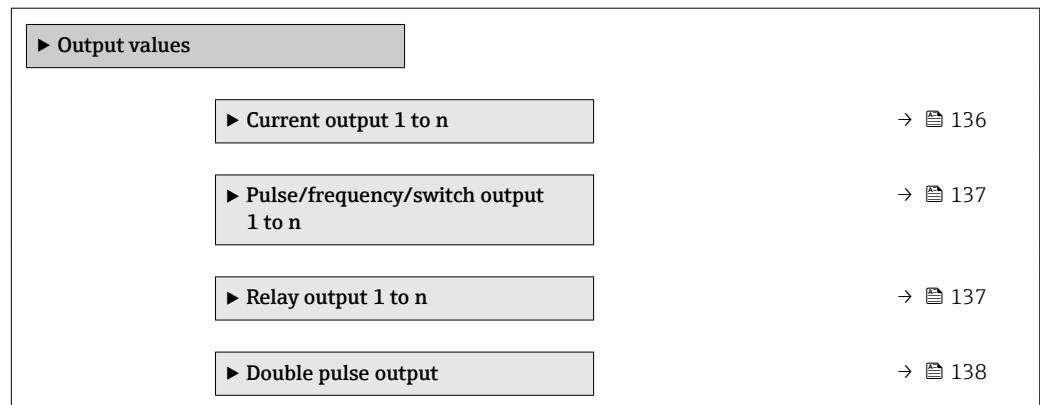 ▶ Output values
▶ Current output 1 to n → 136
▶ Pulse/frequency/switch output
1 to n → 137
▶ Relay output 1 to n → 137
▶ Double pulse output → 138